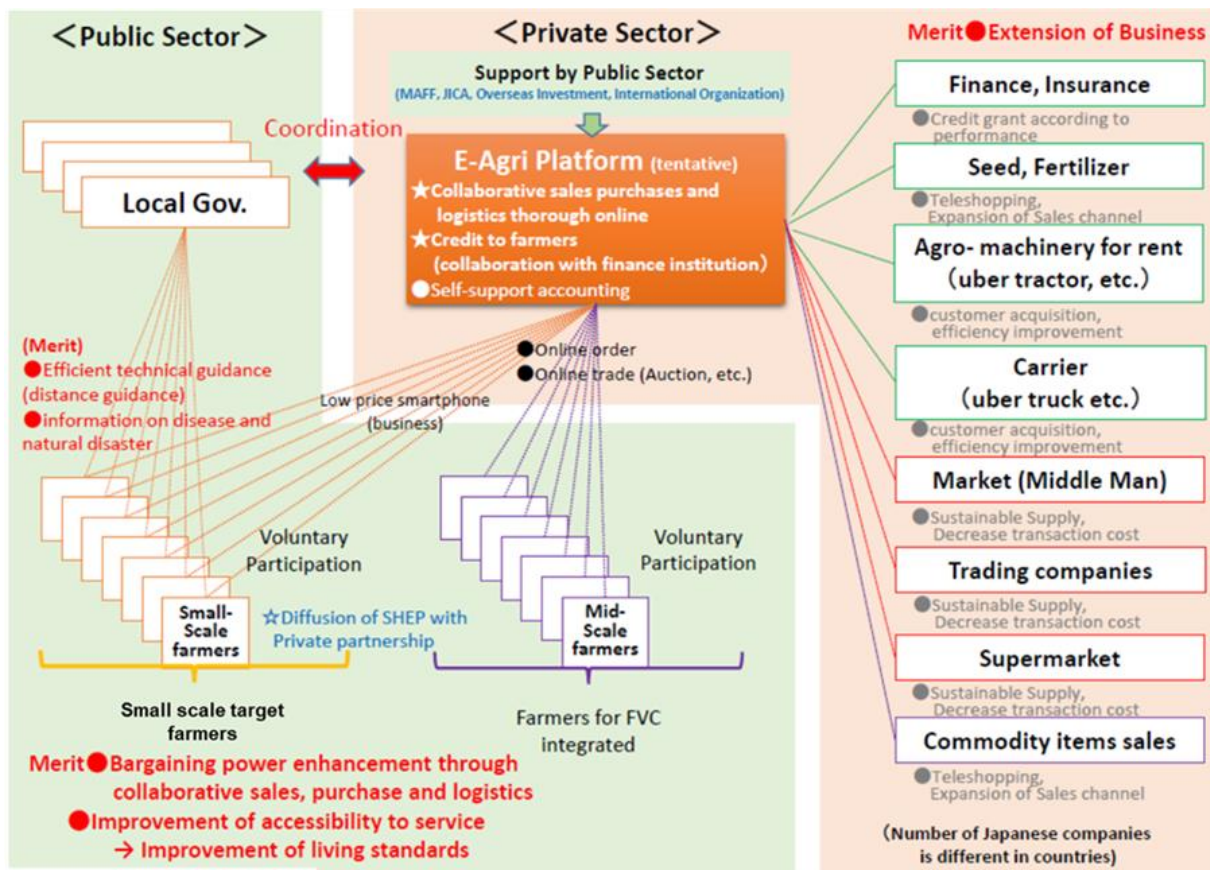 ＜Public Sector＞
Local Gov.
Coordination
(Merit)
●Efficient technical guidance
(distance guidance)
●information on disease and
natural disaster
＜Private Sector＞
Support by Public Sector
(MAFF, JICA, Overseas Investment, International Organization)
E-Agri Platform (tentative)
★Collaborative sales purchases and
logistics thorough online
★Credit to farmers
(collaboration with finance institution）
●Self-support accounting
●Online order
●Online trade (Auction, etc.)
Low price smartphone
(business)
Voluntary
Participation
Small-
Scale
farmers
☆Diffusion of SHEP with
Private partnership
Voluntary
Participation
Mid-
Scale
farmers
Small scale target
farmers
Farmers for FVC
integrated
Merit●Bargaining power enhancement through
collaborative sales, purchase and logistics
●Improvement of accessibility to service
→ Improvement of living standards
Merit●Extension of Business
Finance, Insurance
●Credit grant according to
performance
Seed, Fertilizer
●Teleshopping,
Expansion of Sales channel
Agro- machinery for rent
（uber tractor, etc.）
●customer acquisition,
efficiency improvement
Carrier
（uber truck etc.）
●customer acquisition,
efficiency improvement
Market (Middle Man)
●Sustainable Supply,
Decrease transaction cost
Trading companies
●Sustainable Supply,
Decrease transaction cost
Supermarket
●Sustainable Supply,
Decrease transaction cost
Commodity items sales
●Teleshopping,
Expansion of Sales channel
（Number of Japanese companies
is different in countries)